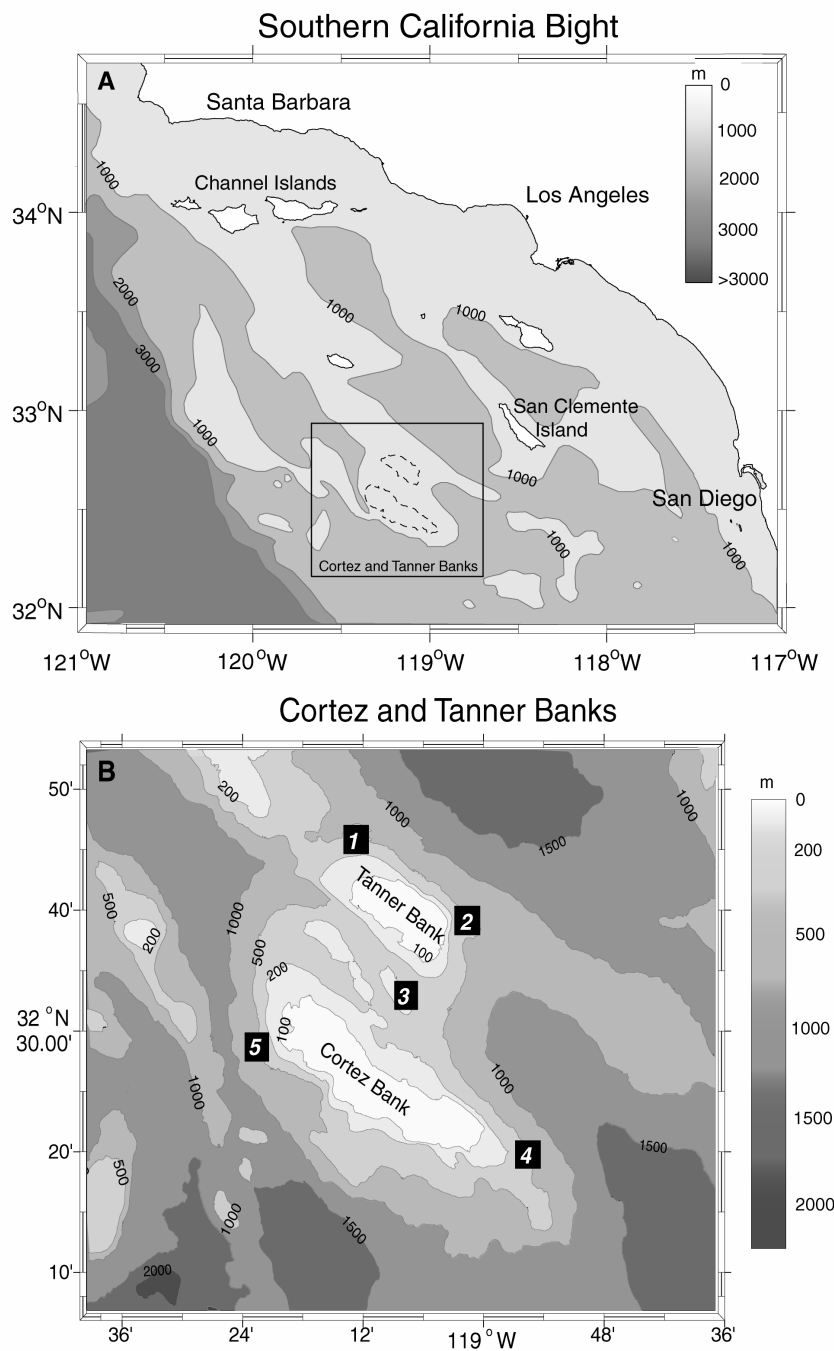 Southern California Bight
A
m
0
Santa Barbara
1000
1000
2000
Channel Islands
Los Angeles
34°N
3000
>3000
2000
1000
1000
3000
33°N
San Clemente
Island
1000
1000
San Diego
1000
1000
Cortez and Tanner Banks
32°N
121°W
120°W
119°W
118°W
117°W
Cortez and Tanner Banks
B
m
50'
200
1000
1000
0
1
1500
200
Tanner Bank
500
40'
1000
2
200
500
100
500
200
3
32 °N
30.00'
100
1000
5
Cortez Bank
1000
1000
1500
20'
4
1500
500
1000
1500
2000
10'
2000
36'
24'
12'
119° W
48'
36'